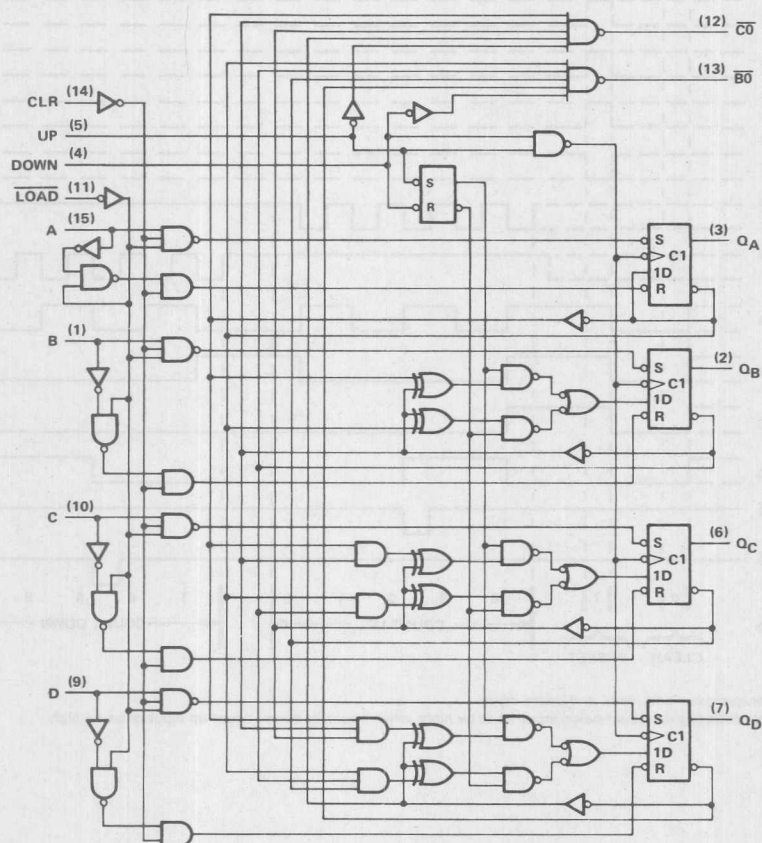 (12) C̅O̅
(13) B̅O̅
CLR (14)
UP (5)
DOWN (4)
L̅O̅A̅D̅ (11)
S
R
A (15)
S
C1
1D
R
(3) QA
B (1)
S
C1
1D
R
(2) QB
C (10)
S
C1
1D
R
(6) QC
D (9)
S
C1
1D
R
(7) QD